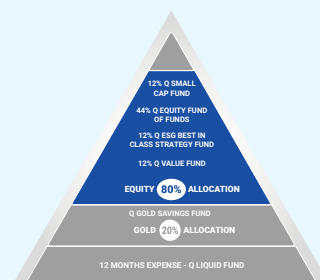 12% Q SMALL
CAP FUND
44% Q EQUITY FUND
OF FUNDS
12% Q ESG BEST IN
CLASS STRATEGY FUND
12% Q VALUE FUND
EQUITY 80% ALLOCATION
Q GOLD SAVINGS FUND
GOLD 20% ALLOCATION
12 MONTHS EXPENSE - Q LIQUID FUND